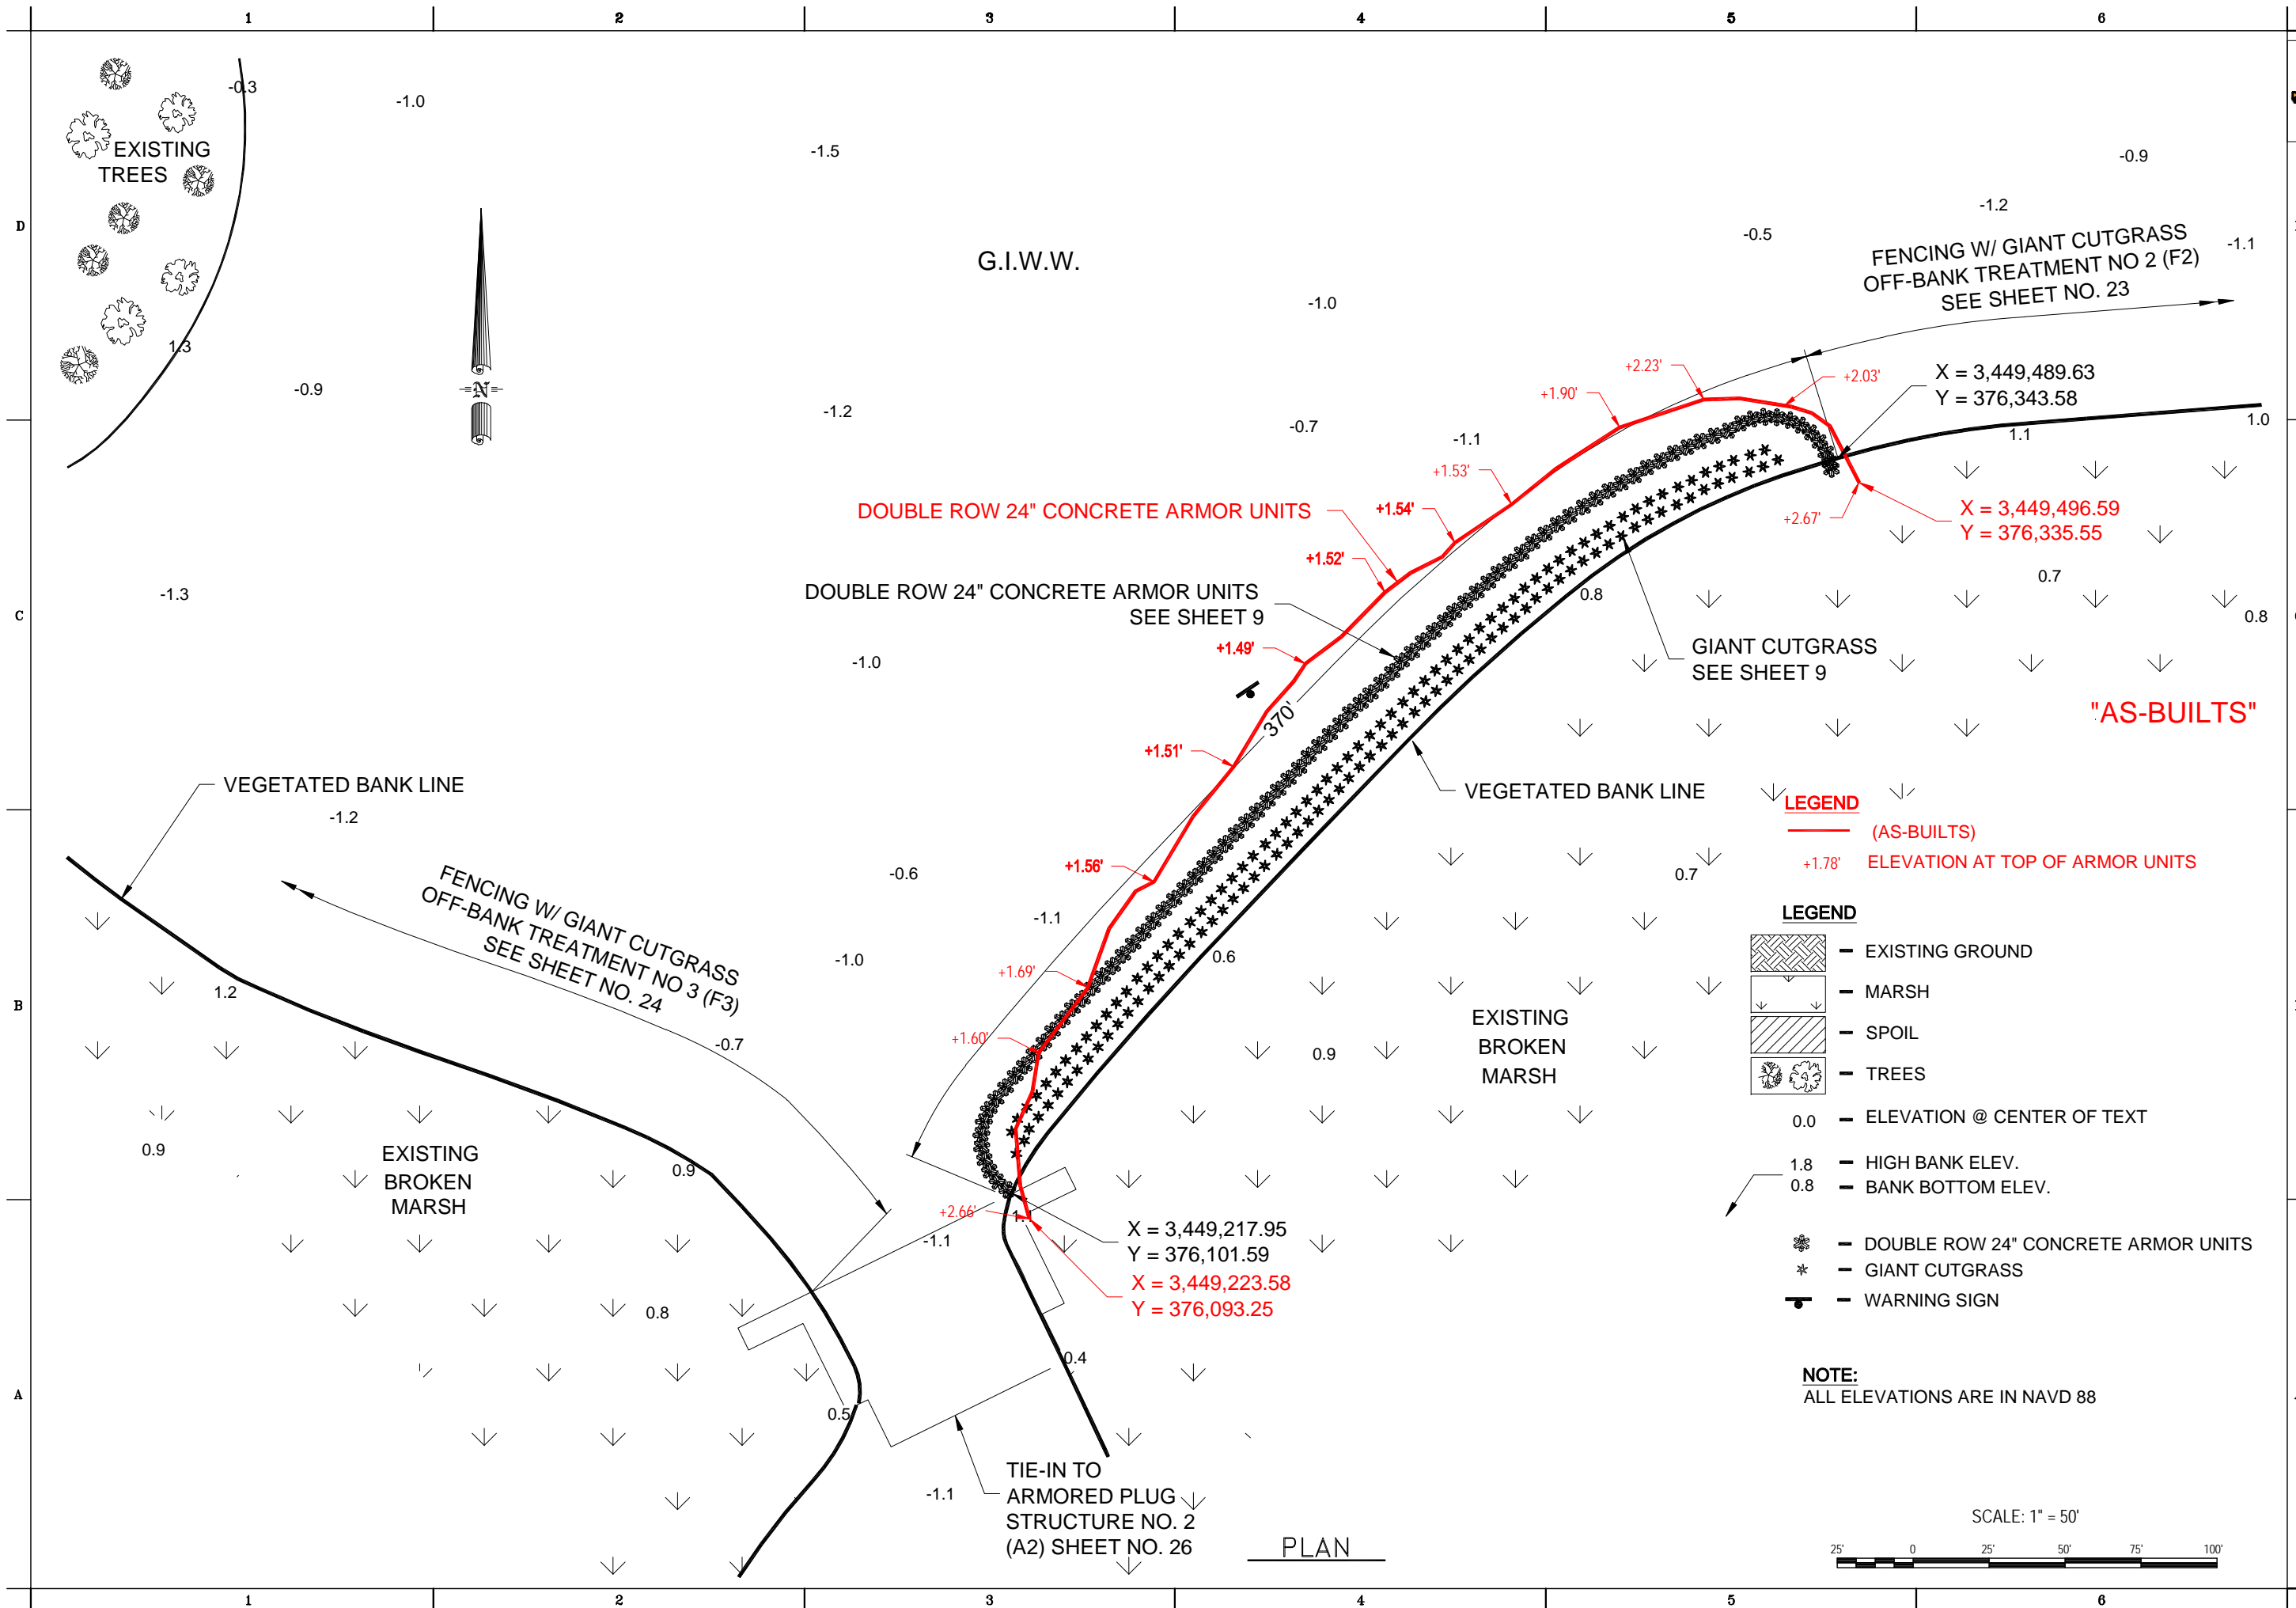 1 2 3 4 5 6
D
C
B
A
-0.3
-1.0
-1.5
-0.9
-1.2
-0.5
-1.1
EXISTING
TREES
1.3
-0.9
G.I.W.W.
-1.0
-1.2
-0.7
-1.1
FENCING W/ GIANT CUTGRASS
OFF-BANK TREATMENT NO 2 (F2)
SEE SHEET NO. 23
N
+2.23'
+2.03'
+1.90'
X = 3,449,489.63
Y = 376,343.58
1.0
1.1
+1.53'
DOUBLE ROW 24" CONCRETE ARMOR UNITS
+1.54'
+2.67'
X = 3,449,496.59
Y = 376,335.55
+1.52'
DOUBLE ROW 24" CONCRETE ARMOR UNITS
SEE SHEET 9
-1.3
0.8
0.7
0.8
+1.49'
-1.0
GIANT CUTGRASS
SEE SHEET 9
370'
"AS-BUILTS"
+1.51'
VEGETATED BANK LINE
VEGETATED BANK LINE
-1.2
LEGEND
(AS-BUILTS)
+1.78' ELEVATION AT TOP OF ARMOR UNITS
+1.56'
-0.6
0.7
FENCING W/ GIANT CUTGRASS
OFF-BANK TREATMENT NO 3 (F3)
SEE SHEET NO. 24
-1.1
-1.0
+1.69'
0.6
1.2
-0.7
+1.60'
EXISTING
BROKEN
MARSH
0.9
LEGEND
EXISTING GROUND
MARSH
SPOIL
TREES
0.0 ELEVATION @ CENTER OF TEXT
1.8 HIGH BANK ELEV.
0.8 BANK BOTTOM ELEV.
DOUBLE ROW 24" CONCRETE ARMOR UNITS
GIANT CUTGRASS
WARNING SIGN
0.9
EXISTING
BROKEN
MARSH
0.9
+2.66'
1.1
-1.1
X = 3,449,217.95
Y = 376,101.59
X = 3,449,223.58
Y = 376,093.25
0.8
0.4
0.5
NOTE:
ALL ELEVATIONS ARE IN NAVD 88
-1.1
TIE-IN TO
ARMORED PLUG
STRUCTURE NO. 2
(A2) SHEET NO. 26
PLAN
SCALE: 1" = 50'
25' 0 25' 50' 75' 100'
1 2 3 4 5 6